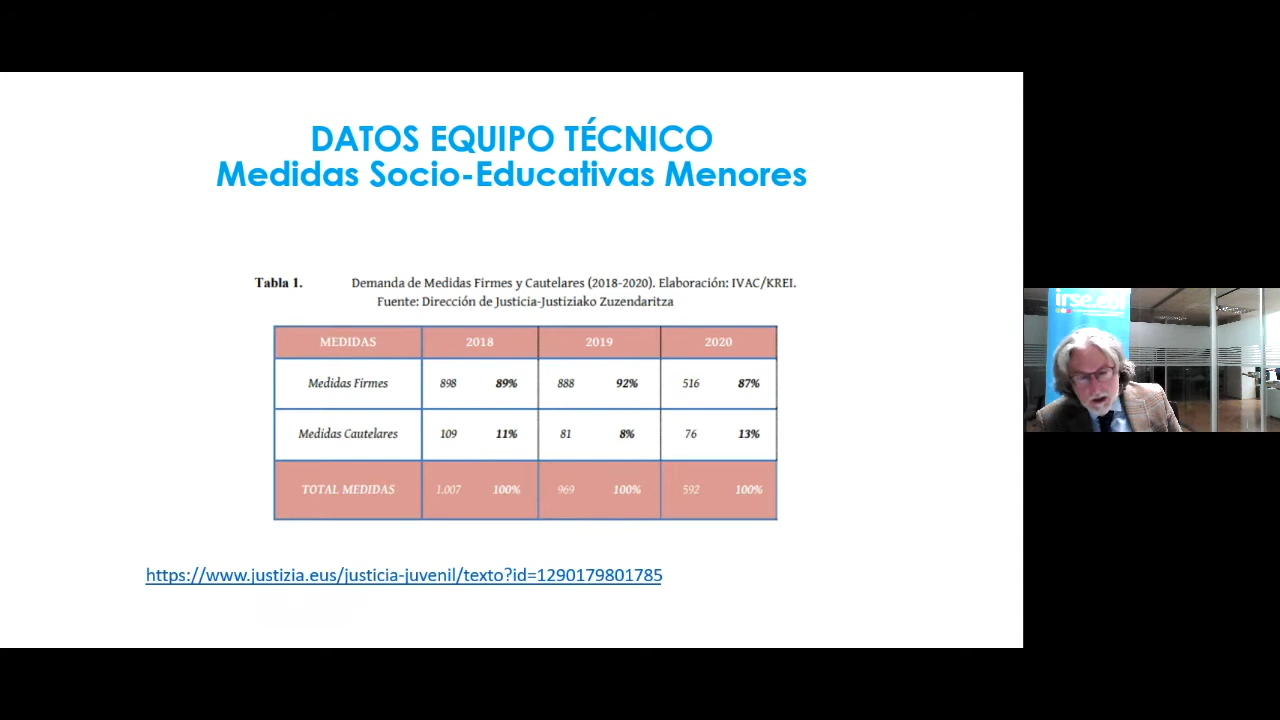 DATOS EQUIPO TÉCNICO
Medidas Socio-Educativas Menores
Tabla 1. Demanda de Medidas Firmes y Cautelares (2018-2020). Elaboración: IVAC/KREI.
Fuente: Dirección de Justicia-Justiziako Zuzendaritza
MEDIDAS 2018 2019 2020
Medidas Firmes 898 89% 888 92% 516 87%
Medidas Cautelares 109 11% 81 8% 76 13%
TOTAL MEDIDAS 1.007 100% 969 100% 592 100%
https://www.justizia.eus/justicia-juvenil/texto?id=1290179801785